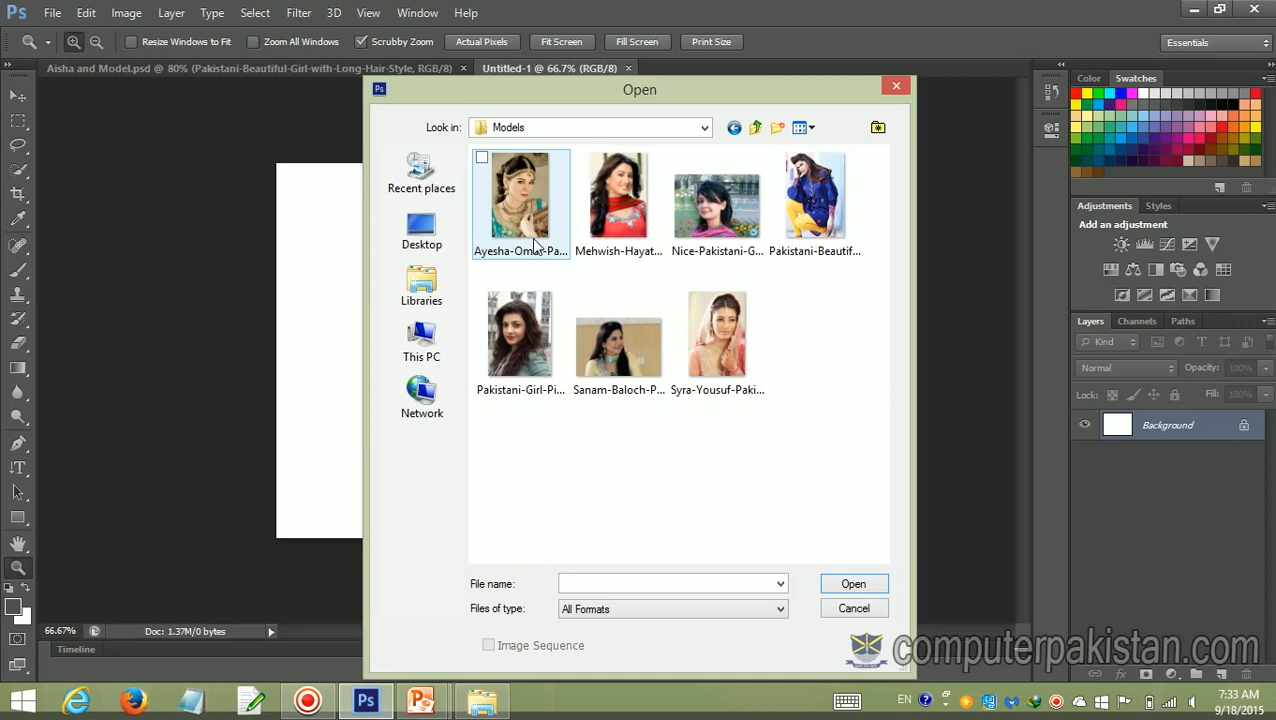 Ps File Edit Image Layer Type Select Filter 3D View Window Help
Resize Windows to Fit Zoom All Windows Scrubby Zoom Actual Pixels Fit Screen Fill Screen Print Size Essentials
Aisha and Model.psd @ 80% (Pakistani-Beautiful-Girl-with-Long-Hair-Style, RGB/8) × Untitled-1 @ 66.7% (RGB/8) ×
Color Swatches
Ps Open
Look in: Models
Recent places
Desktop
Libraries
This PC
Network
Ayesha-Omar-Pa... Mehwish-Hayat... Nice-Pakistani-G... Pakistani-Beautif...
Pakistani-Girl-Pi... Sanam-Baloch-P... Syra-Yousuf-Paki...
File name: Open
Files of type: All Formats Cancel
Image Sequence
Adjustments Styles
Add an adjustment
Layers Channels Paths
Kind
Normal Opacity: 100%
Lock: Fill: 100%
Background
computerpakistan.com
66.67% Doc: 1.37M/0 bytes
Timeline
Ps
EN
7:33 AM
9/18/2015